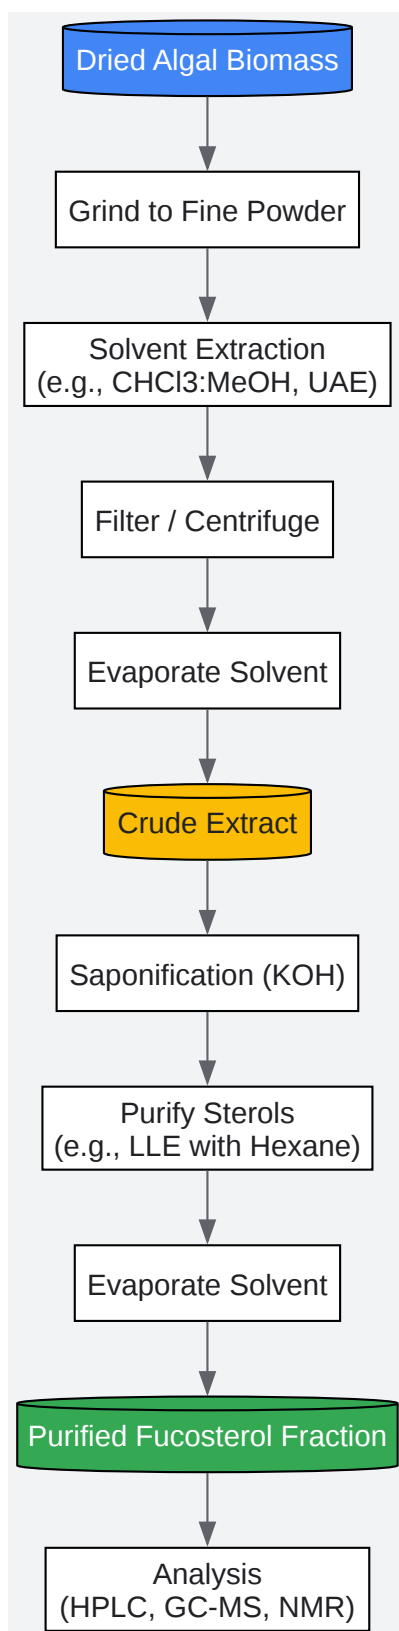 Dried Algal Biomass
Grind to Fine Powder
Solvent Extraction
(e.g., CHCl3:MeOH, UAE)
Filter / Centrifuge
Evaporate Solvent
Crude Extract
Saponification (KOH)
Purify Sterols
(e.g., LLE with Hexane)
Evaporate Solvent
Purified Fucosterol Fraction
Analysis
(HPLC, GC-MS, NMR)